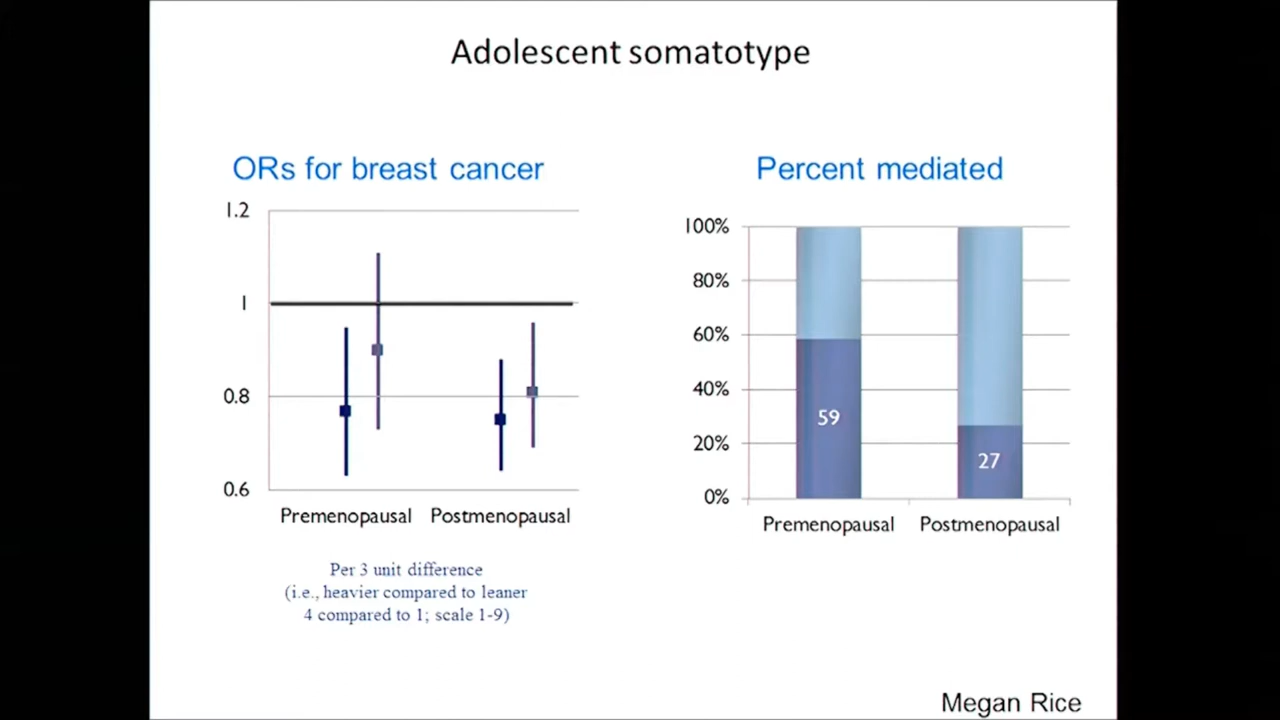 Adolescent somatotype
ORs for breast cancer
1.2
1
0.8
0.6
Premenopausal Postmenopausal
Per 3 unit difference
(i.e., heavier compared to leaner
4 compared to 1; scale 1-9)
Percent mediated
100%
80%
60%
40%
20%
0%
59
27
Premenopausal Postmenopausal
Megan Rice